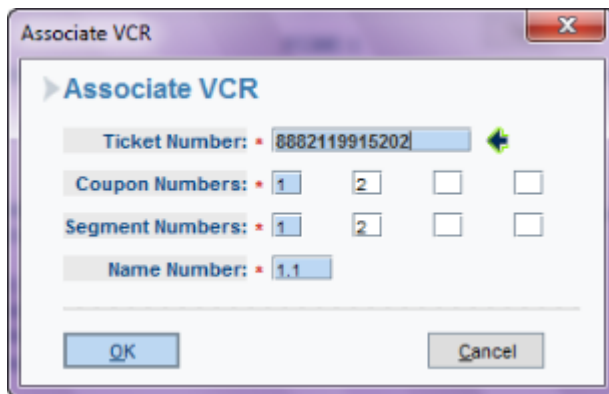 Associate VCR
Associate VCR
Ticket Number: * 8882119915202
Coupon Numbers: * 1 2
Segment Numbers: * 1 2
Name Number: * 1.1
OK Cancel